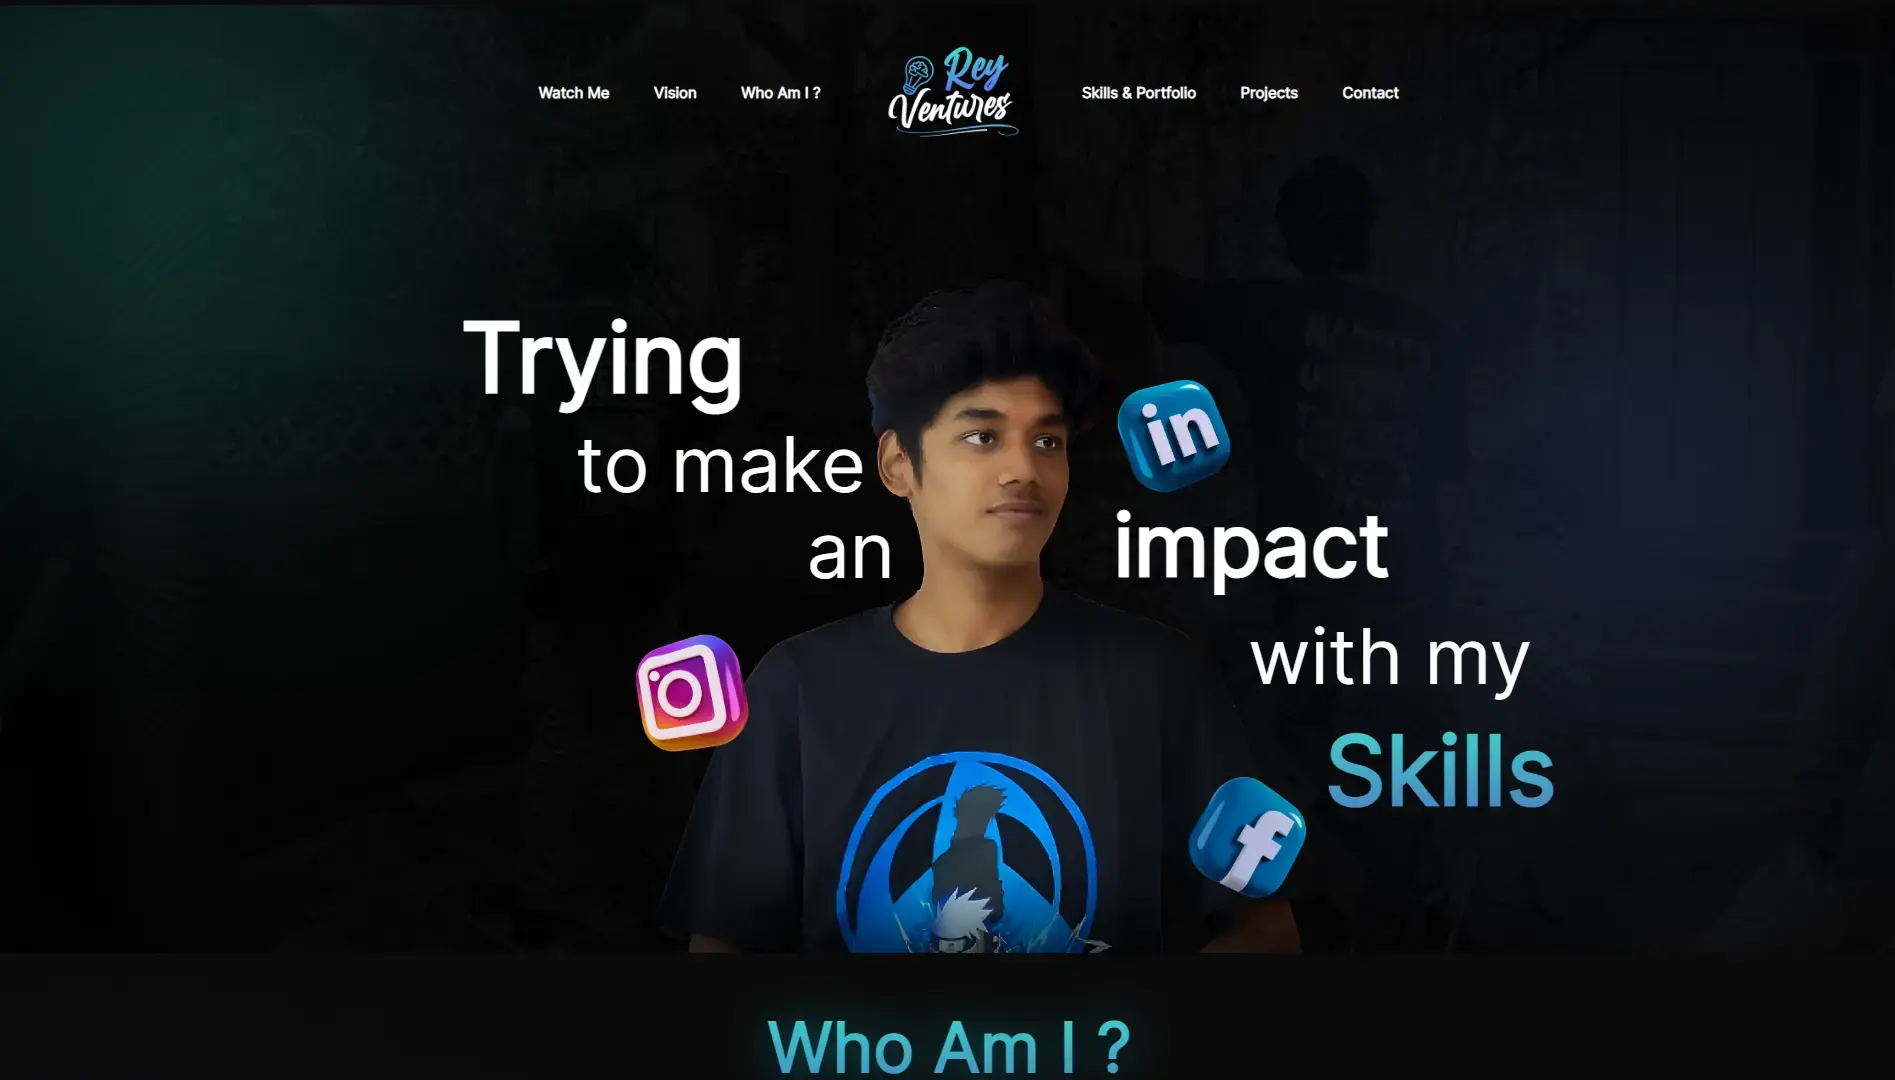 Watch Me
Vision
Who Am I ?
Rey
Ventures
Skills & Portfolio
Projects
Contact
Trying
to make
an
in
impact
with my
Skills
f
Who Am I ?